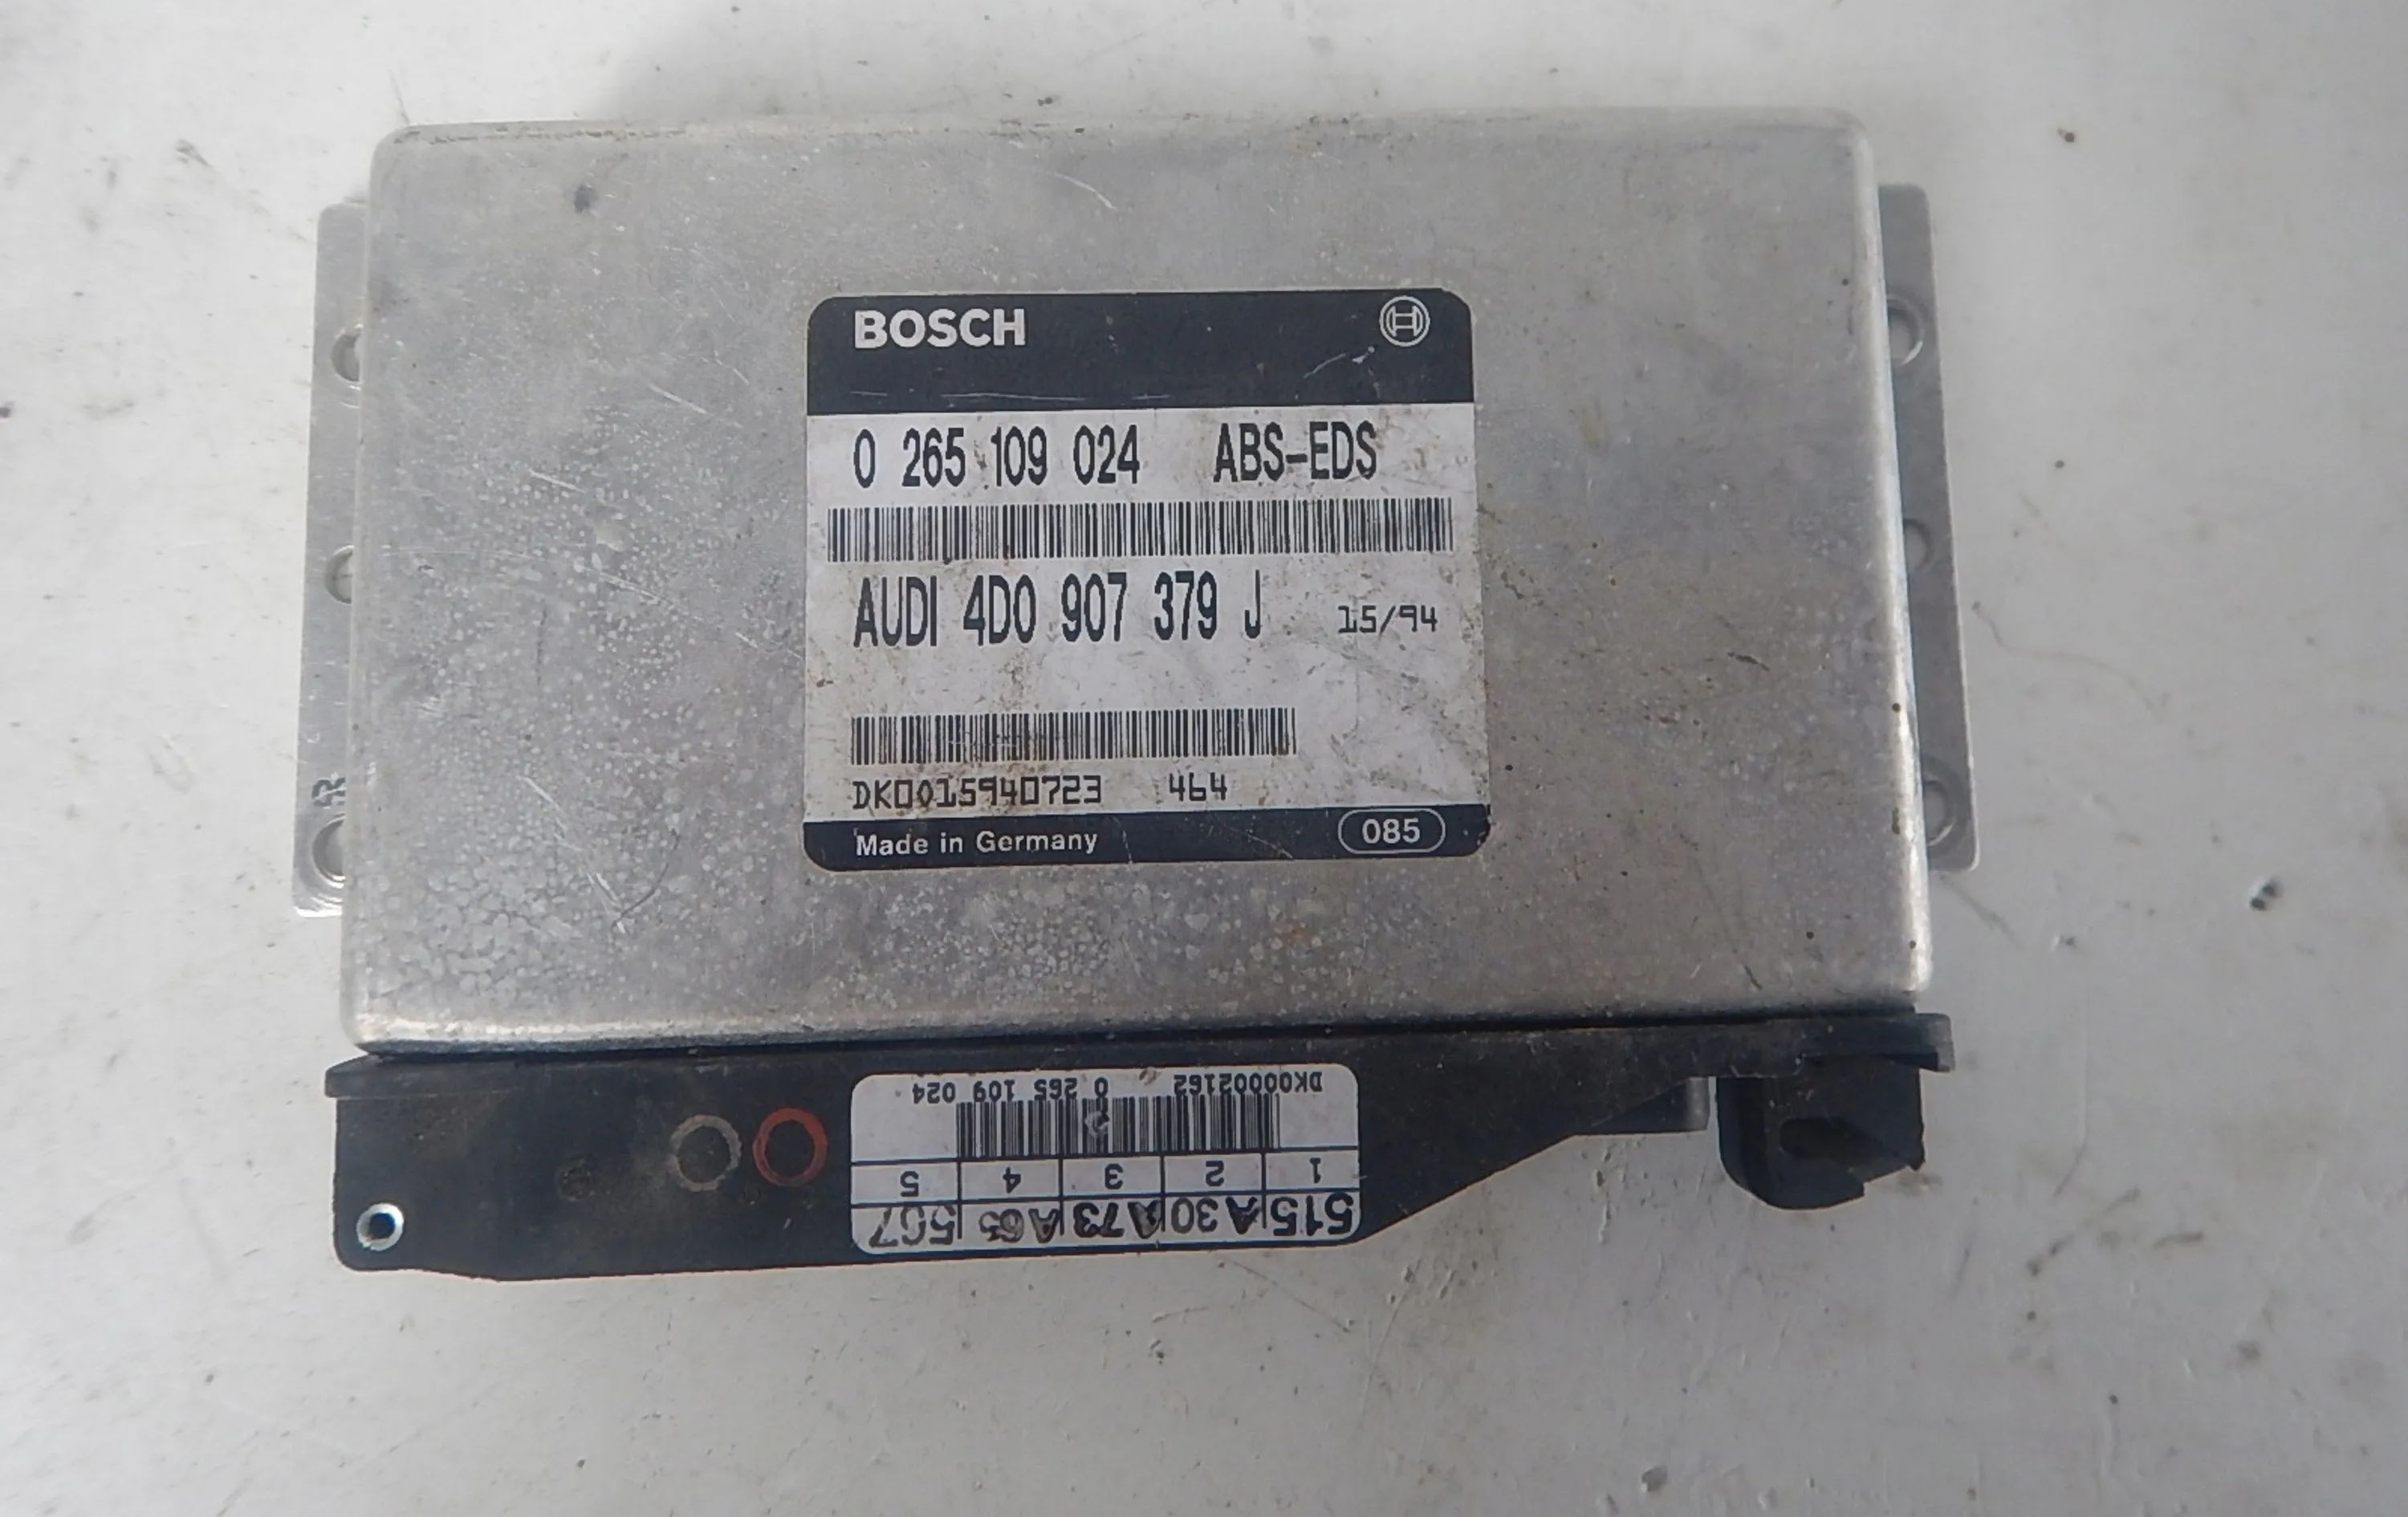 BOSCH
0 265 109 024 ABS-EDS
AUDI 4D0 907 379 J 15/94
DK0015940723 464
Made in Germany 085
DK00002162 0 265 109 024
1 2 3 4 5
515 A30 A73 A65 507